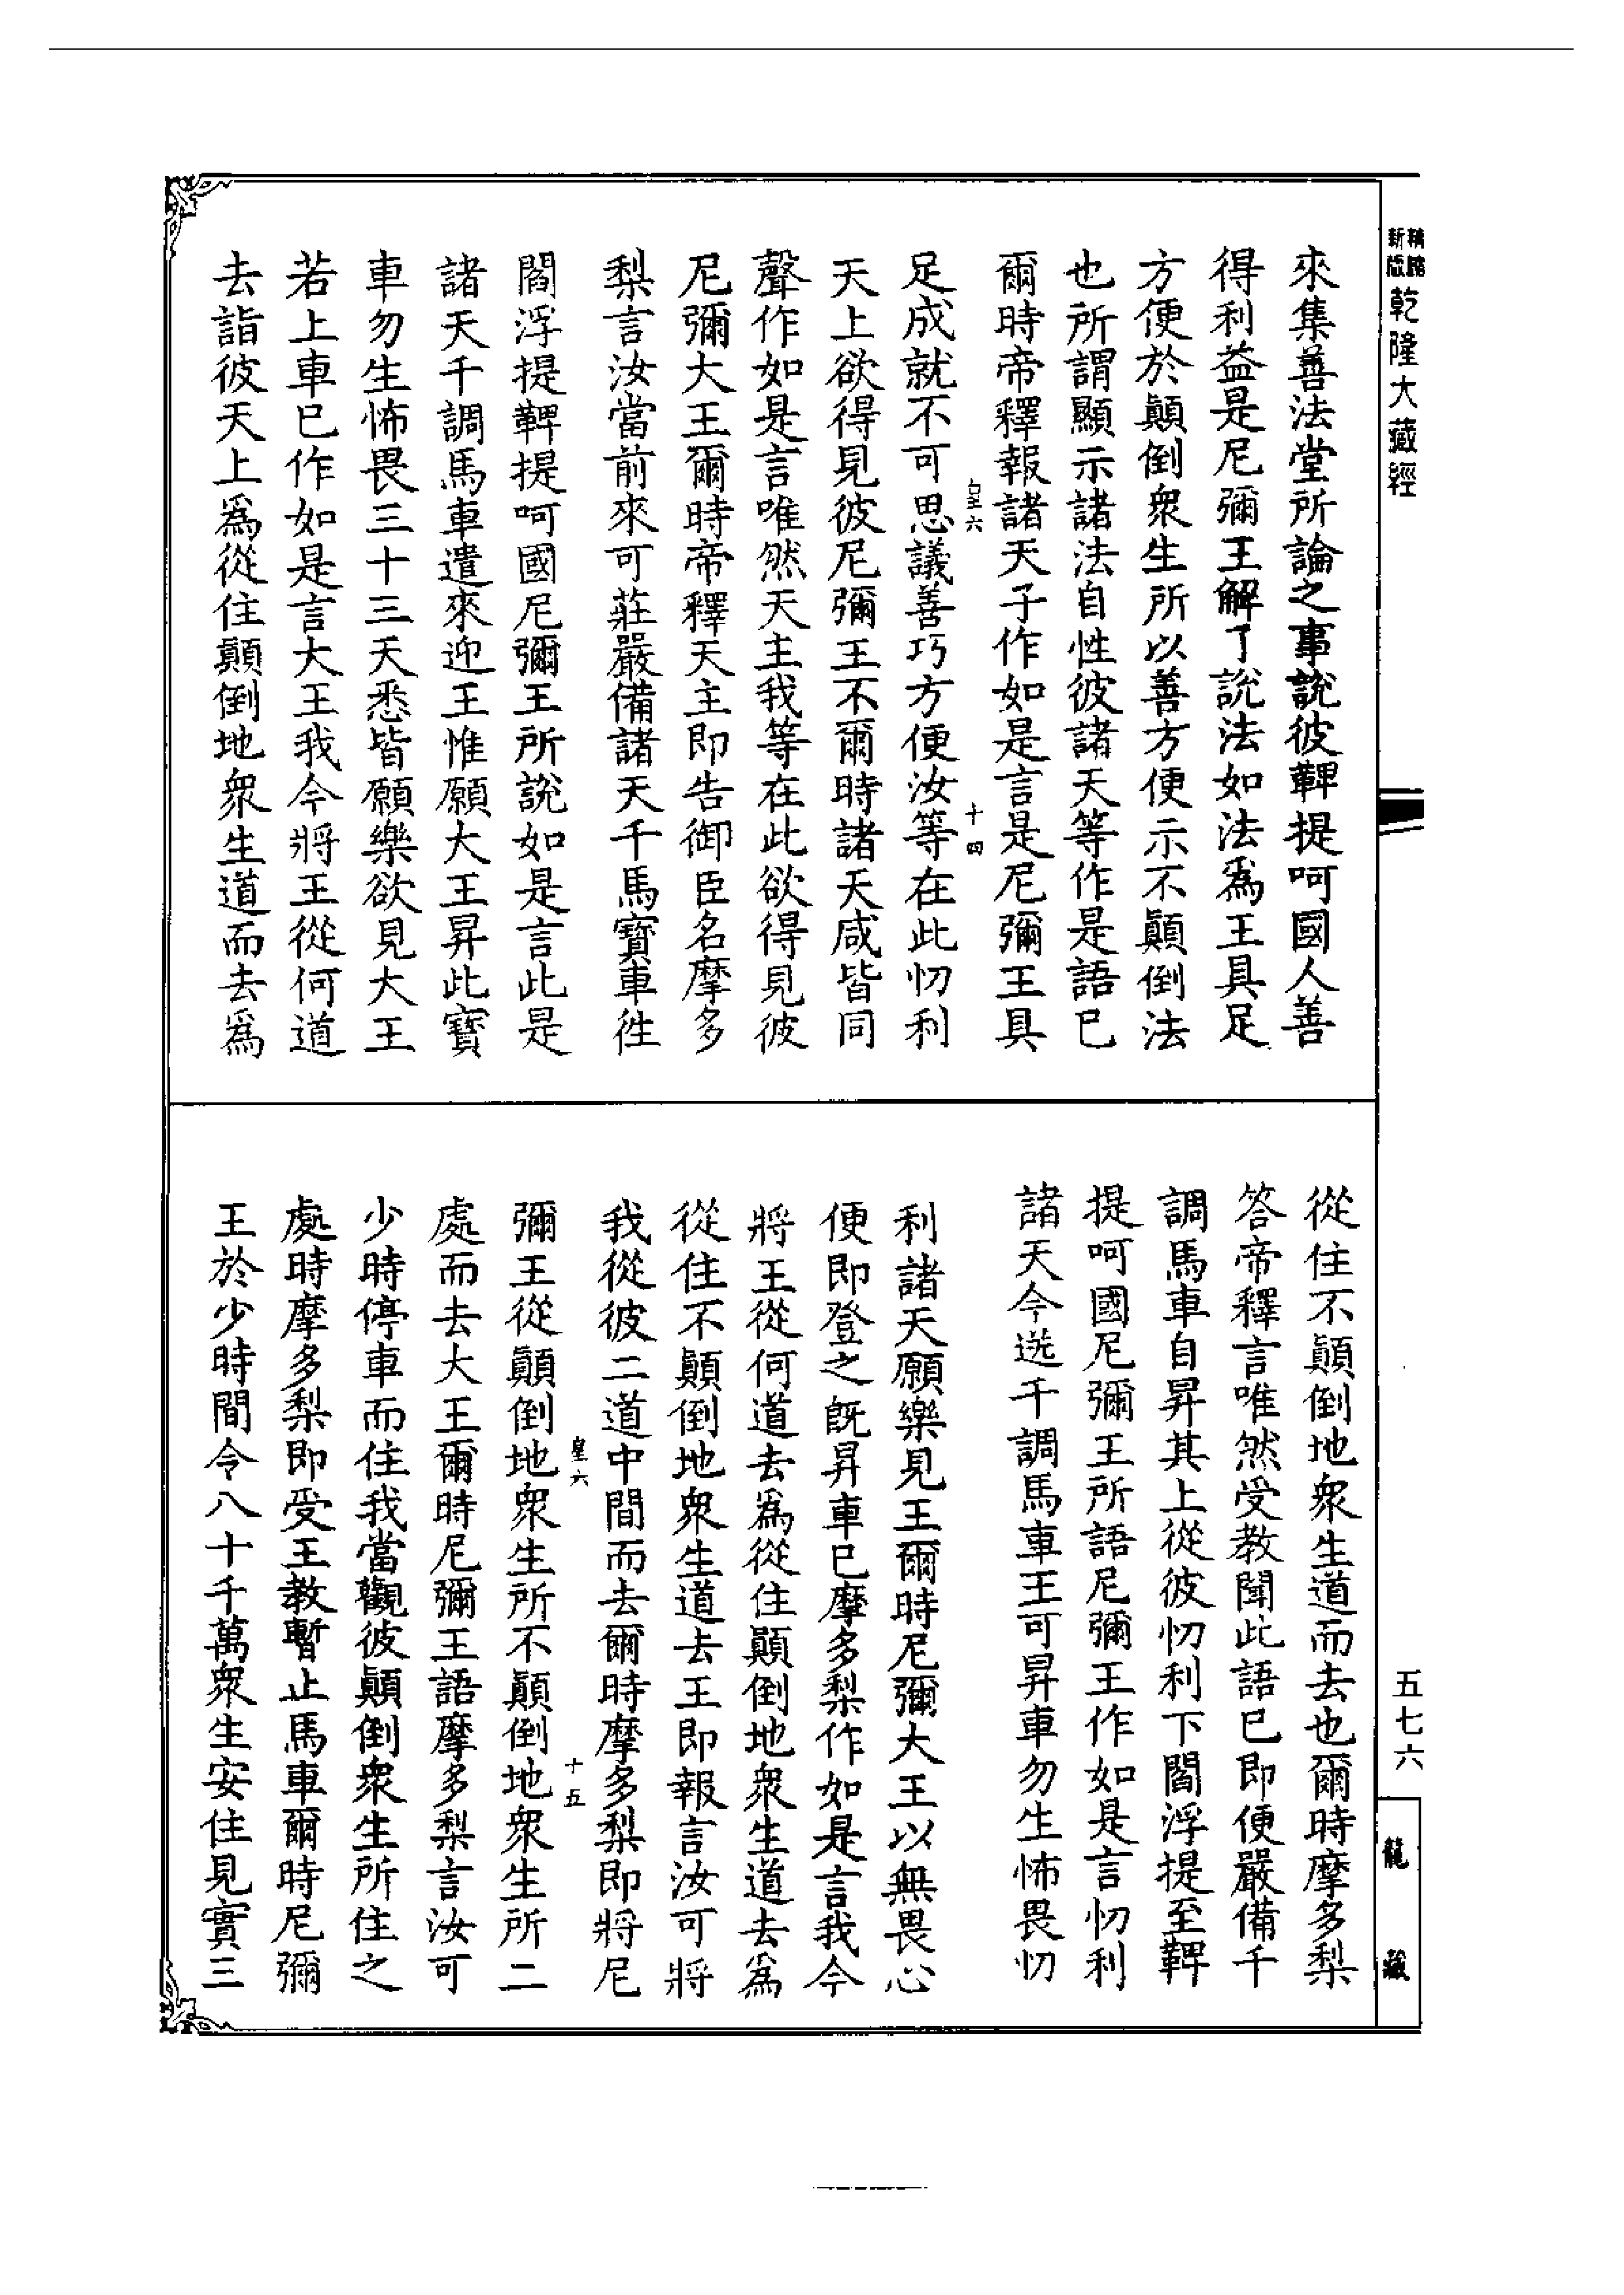 新版
精縮
乾隆大藏經
來集善法堂所論之事說彼鞞提呵國人善
得利益是尼彌王解了說法如法爲王具足
方便於顛倒衆生所以善方便示不顛倒法
也所謂顯示諸法自性彼諸天等作是語已
爾時帝釋報諸天子作如是言是尼彌王具
皇六
十四
足成就不可思議善巧方便汝等在此忉利
天上欲得見彼尼彌王不爾時諸天咸皆同
聲作如是言唯然天主我等在此欲得見彼
尼彌大王爾時帝釋天主即告御臣名摩多
梨言汝當前來可莊嚴備諸天千馬寶車徃
閻浮提鞞提呵國尼彌王所說如是言此是
諸天千調馬車遣來迎王惟願大王昇此寶
車勿生怖畏三十三天悉皆願樂欲見大王
若上車已作如是言大王我今將王從何道
去詣彼天上爲從住顛倒地衆生道而去爲
從住不顛倒地衆生道而去也爾時摩多梨
答帝釋言唯然受教聞此語已即便嚴備千
調馬車自昇其上從彼忉利下閻浮提至鞞
提呵國尼彌王所語尼彌王作如是言忉利
諸天今送千調馬車王可昇車勿生怖畏忉
利諸天願樂見王爾時尼彌大王以無畏心
便即登之旣昇車已摩多梨作如是言我今
將王從何道去爲從住顛倒地衆生道去爲
從住不顛倒地衆生道去王即報言汝可將
我從彼二道中間而去爾時摩多梨即將尼
皇六
十五
彌王從顛倒地衆生所不顛倒地衆生所二
處而去大王爾時尼彌王語摩多梨言汝可
少時停車而住我當觀彼顛倒衆生所住之
處時摩多梨即受王教暫止馬車爾時尼彌
王於少時間令八十千萬衆生安住見實三
五七六
龍藏